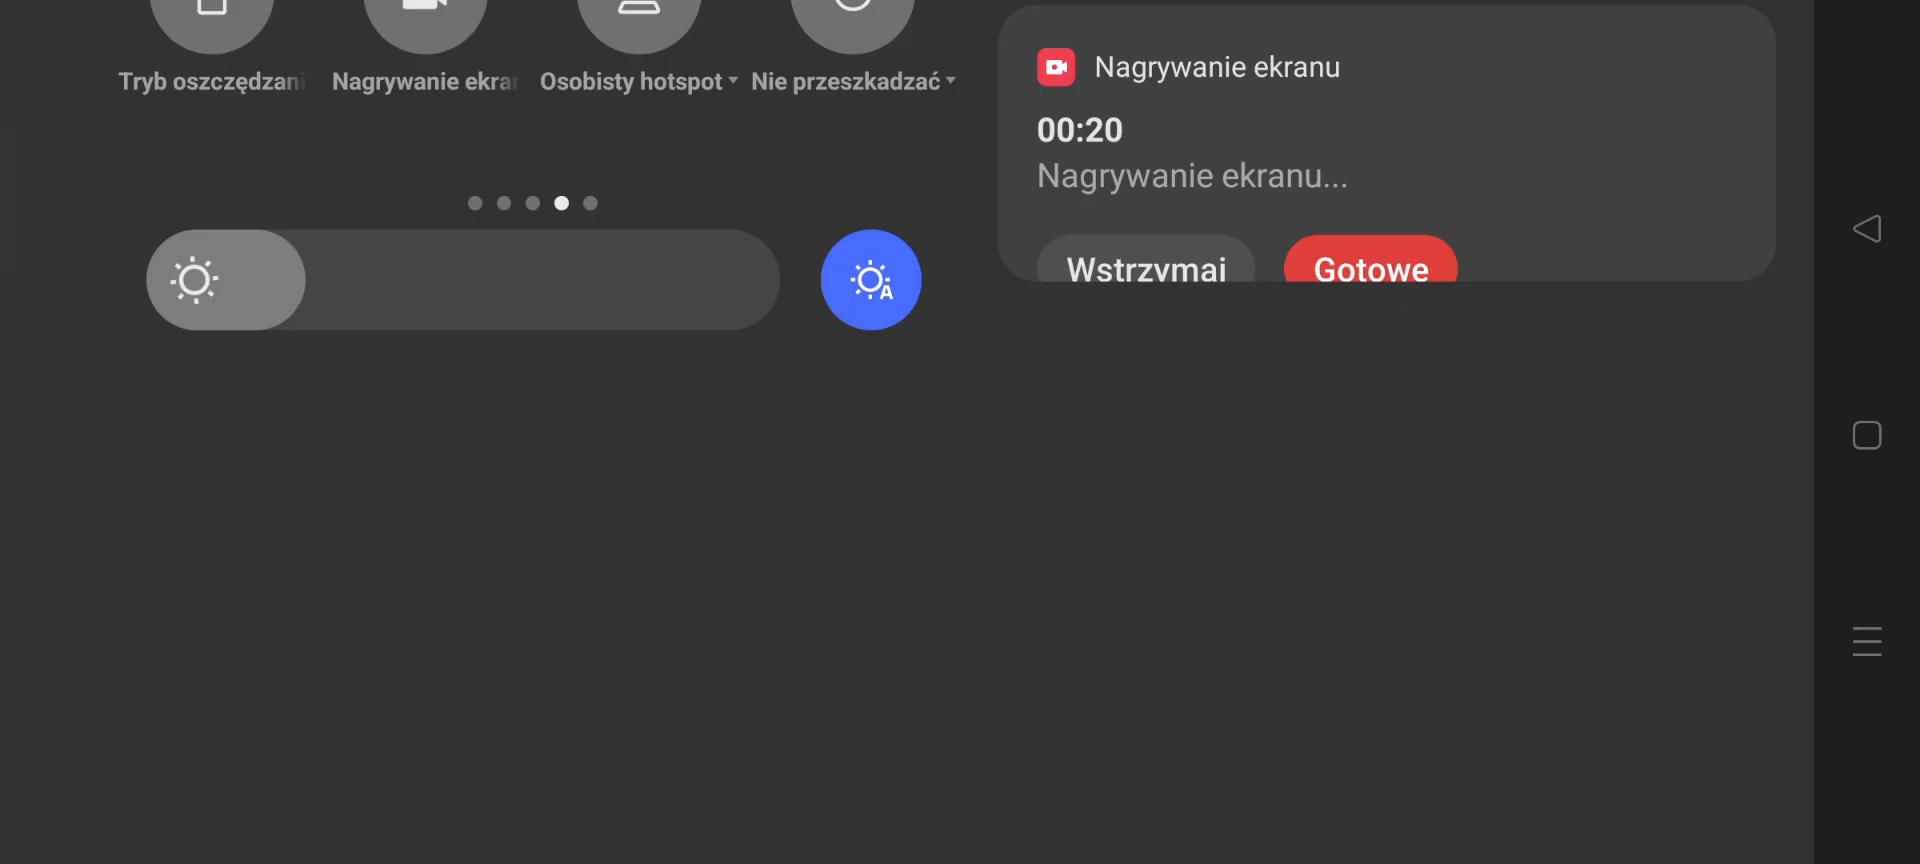 Tryb oszczędzani
Nagrywanie ekra
Osobisty hotspot
Nie przeszkadzać
Nagrywanie ekranu
00:20
Nagrywanie ekranu...
Wstrzymaj
Gotowe
A